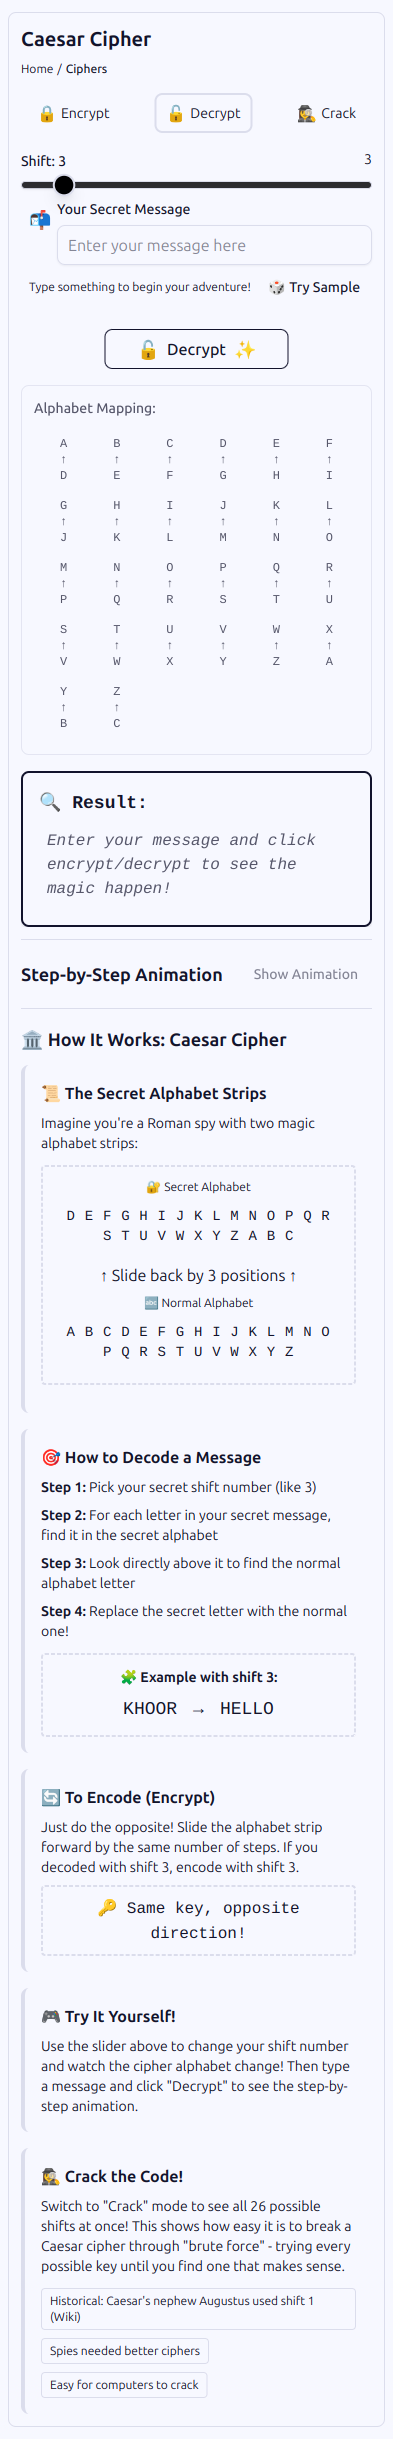 Caesar Cipher
Home / Ciphers
🔒 Encrypt 🔓 Decrypt 🕵️ Crack
Shift: 3 3
📬 Your Secret Message
Enter your message here
Type something to begin your adventure! 🎲 Try Sample
🔓 Decrypt ✨
Alphabet Mapping:
A B C D E F
↑ ↑ ↑ ↑ ↑ ↑
D E F G H I
G H I J K L
↑ ↑ ↑ ↑ ↑ ↑
J K L M N O
M N O P Q R
↑ ↑ ↑ ↑ ↑ ↑
P Q R S T U
S T U V W X
↑ ↑ ↑ ↑ ↑ ↑
V W X Y Z A
Y Z
↑ ↑
B C
🔍 Result:
Enter your message and click
encrypt/decrypt to see the
magic happen!
Step-by-Step Animation Show Animation
🏛️ How It Works: Caesar Cipher
📜 The Secret Alphabet Strips
Imagine you're a Roman spy with two magic
alphabet strips:
🔐 Secret Alphabet
D E F G H I J K L M N O P Q R
S T U V W X Y Z A B C
↑ Slide back by 3 positions ↑
🔤 Normal Alphabet
A B C D E F G H I J K L M N O
P Q R S T U V W X Y Z
🎯 How to Decode a Message
Step 1: Pick your secret shift number (like 3)
Step 2: For each letter in your secret message,
find it in the secret alphabet
Step 3: Look directly above it to find the normal
alphabet letter
Step 4: Replace the secret letter with the normal
one!
🧩 Example with shift 3:
KHOOR → HELLO
🔄 To Encode (Encrypt)
Just do the opposite! Slide the alphabet strip
forward by the same number of steps. If you
decoded with shift 3, encode with shift 3.
🔑 Same key, opposite
direction!
🎮 Try It Yourself!
Use the slider above to change your shift number
and watch the cipher alphabet change! Then type
a message and click "Decrypt" to see the step-by-
step animation.
🕵️ Crack the Code!
Switch to "Crack" mode to see all 26 possible
shifts at once! This shows how easy it is to break a
Caesar cipher through "brute force" - trying every
possible key until you find one that makes sense.
Historical: Caesar's nephew Augustus used shift 1
(Wiki)
Spies needed better ciphers
Easy for computers to crack